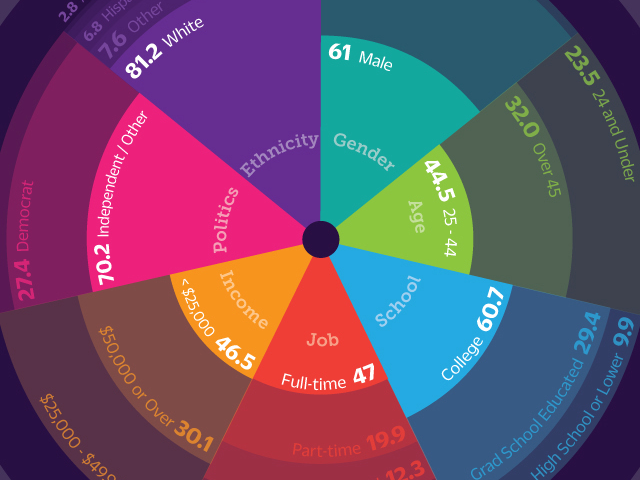 2.8
6.8 Hisp
7.6 Other
81.2 White
Ethnicity
61 Male
Gender
23.5 24 and Under
32.0 Over 45
44.5 25 - 44
Age
School
College 60.7
Grad School Educated 29.4
High School or Lower 9.9
Job
Full-time 47
Part-time 19.9
12.3
Income
< $25,000 46.5
$50,000 or Over 30.1
$25,000 - $49,9
Politics
70.2 Independent / Other
27.4 Democrat